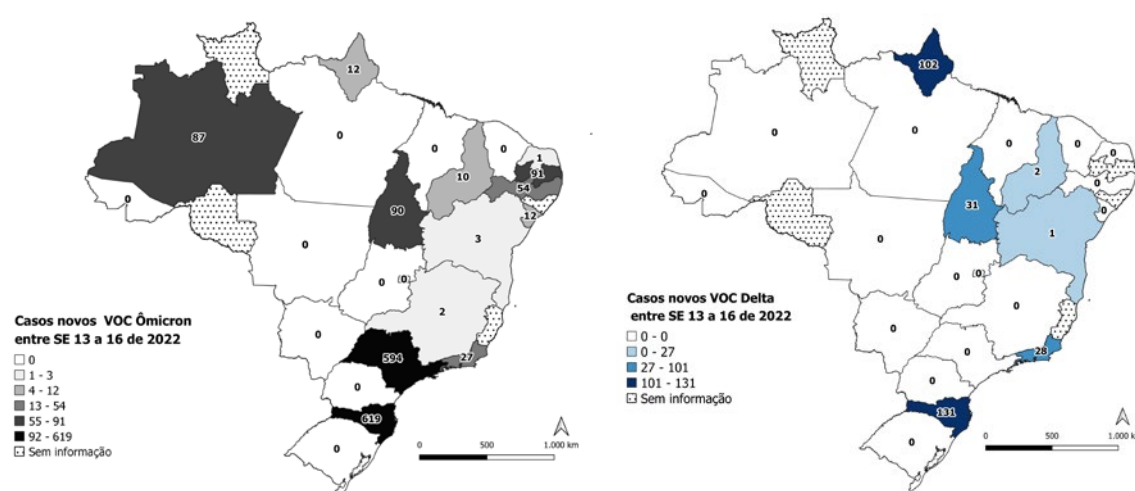 12
87
0
0
0
1
91
54
12
10
90
0
0
3
0
(0)
2
0
594
27
0
619
0
Casos novos VOC Ômicron
entre SE 13 a 16 de 2022
0
1 - 3
4 - 12
13 - 54
55 - 91
92 - 619
Sem informação
0 500 1.000 km
102
0
0
0
0
0
0
0
2
31
0
0
1
0
(0)
0
0
0
28
0
131
0
Casos novos VOC Delta
entre SE 13 a 16 de 2022
0 - 0
0 - 27
27 - 101
101 - 131
Sem informação
0 500 1.000 km